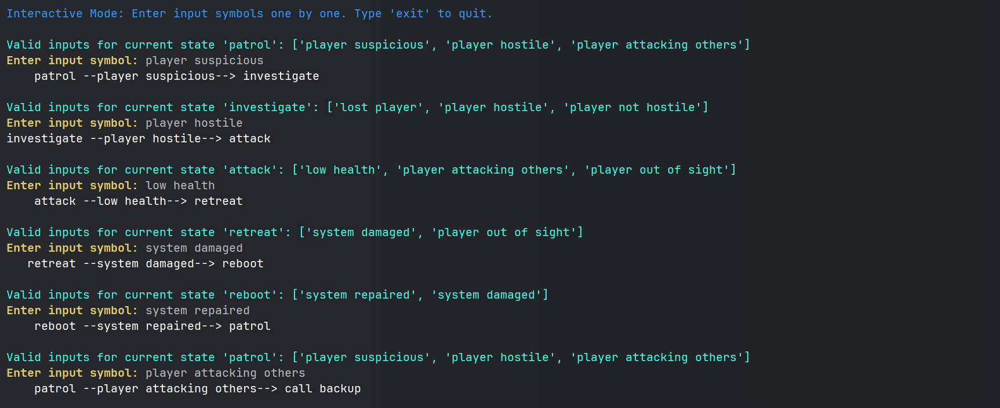 Interactive Mode: Enter input symbols one by one. Type 'exit' to quit.
Valid inputs for current state 'patrol': ['player suspicious', 'player hostile', 'player attacking others']
Enter input symbol: player suspicious
patrol --player suspicious--> investigate
Valid inputs for current state 'investigate': ['lost player', 'player hostile', 'player not hostile']
Enter input symbol: player hostile
investigate --player hostile--> attack
Valid inputs for current state 'attack': ['low health', 'player attacking others', 'player out of sight']
Enter input symbol: low health
attack --low health--> retreat
Valid inputs for current state 'retreat': ['system damaged', 'player out of sight']
Enter input symbol: system damaged
retreat --system damaged--> reboot
Valid inputs for current state 'reboot': ['system repaired', 'system damaged']
Enter input symbol: system repaired
reboot --system repaired--> patrol
Valid inputs for current state 'patrol': ['player suspicious', 'player hostile', 'player attacking others']
Enter input symbol: player attacking others
patrol --player attacking others--> call backup